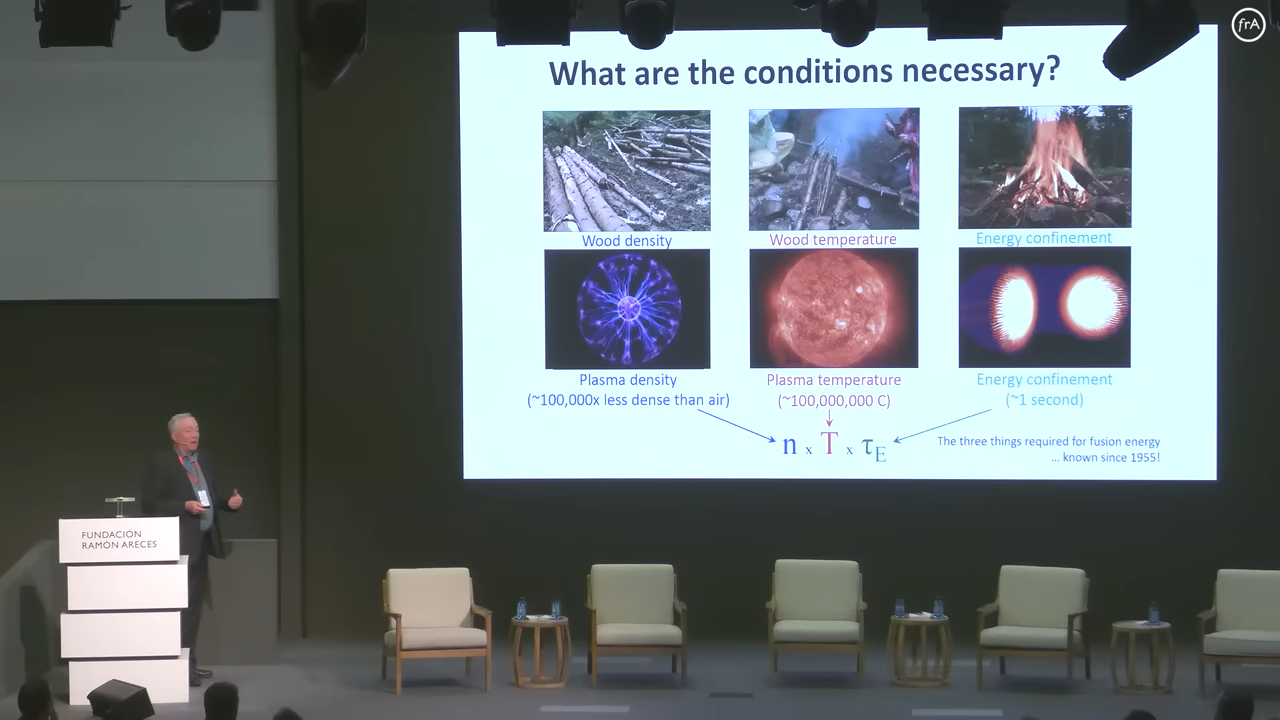 frA
What are the conditions necessary?
Wood density
Wood temperature
Energy confinement
Plasma density
(~100,000x less dense than air)
Plasma temperature
(~100,000,000 C)
Energy confinement
(~1 second)
n x T x τE
The three things required for fusion energy
... known since 1955!
FUNDACIÓN
RAMÓN ARECES